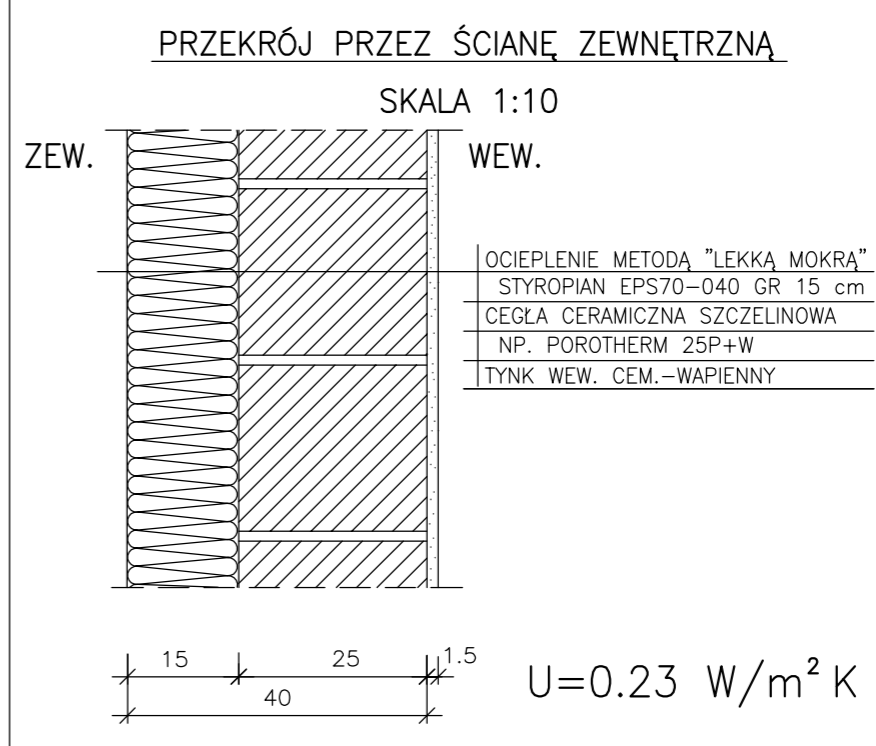 PRZEKRÓJ PRZEZ ŚCIANĘ ZEWNĘTRZNĄ
SKALA 1:10
ZEW.
WEW.
OCIEPLENIE METODĄ "LEKKĄ MOKRĄ"
STYROPIAN EPS70-040 GR 15 cm
CEGŁA CERAMICZNA SZCZELINOWA
NP. POROTHERM 25P+W
TYNK WEW. CEM.-WAPIENNY
15 25 1.5
40
U=0.23 W/m² K